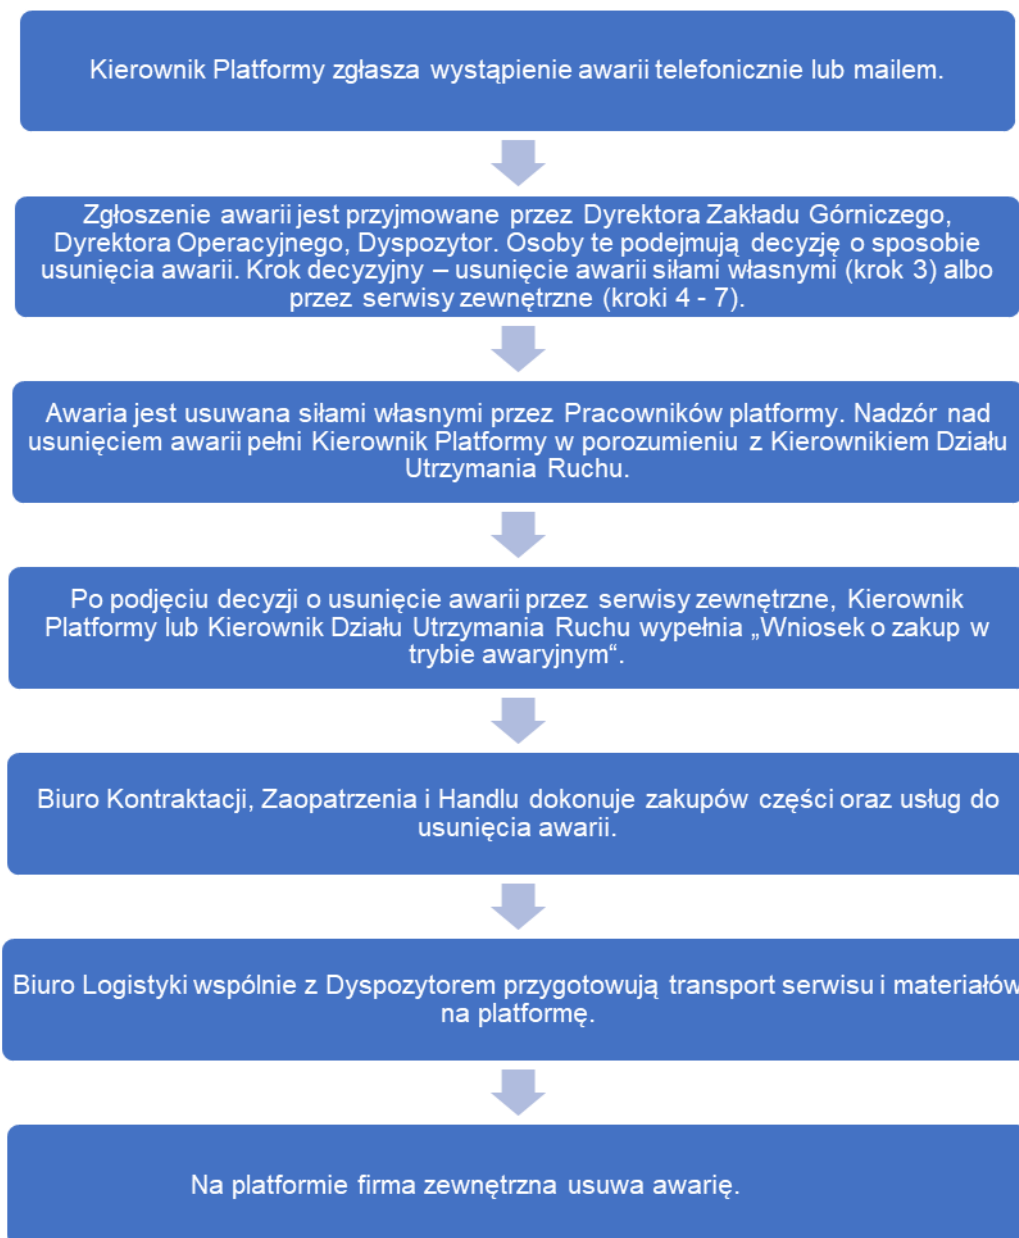 Kierownik Platformy zgłasza wystąpienie awarii telefonicznie lub mailem.
Zgłoszenie awarii jest przyjmowane przez Dyrektora Zakładu Górniczego,
Dyrektora Operacyjnego, Dyspozytor. Osoby te podejmują decyzję o sposobie
usunięcia awarii. Krok decyzyjny – usunięcie awarii siłami własnymi (krok 3) albo
przez serwisy zewnętrzne (kroki 4 - 7).
Awaria jest usuwana siłami własnymi przez Pracowników platformy. Nadzór nad
usunięciem awarii pełni Kierownik Platformy w porozumieniu z Kierownikiem Działu
Utrzymania Ruchu.
Po podjęciu decyzji o usunięcie awarii przez serwisy zewnętrzne, Kierownik
Platformy lub Kierownik Działu Utrzymania Ruchu wypełnia „Wniosek o zakup w
trybie awaryjnym“.
Biuro Kontraktacji, Zaopatrzenia i Handlu dokonuje zakupów części oraz usług do
usunięcia awarii.
Biuro Logistyki wspólnie z Dyspozytorem przygotowują transport serwisu i materiałów
na platformę.
Na platformie firma zewnętrzna usuwa awarię.